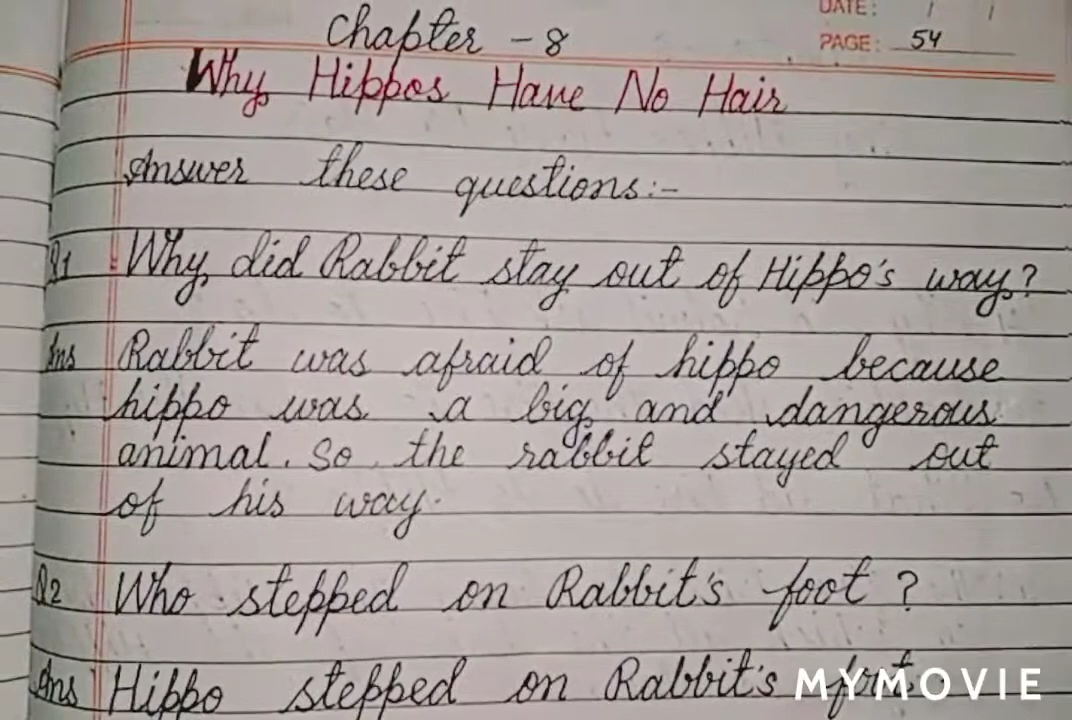 DATE: / /
Chapter - 8
PAGE: 54
Why Hippos Have No Hair
Answer these questions:-
Q1 Why did Rabbit stay out of Hippo's way?
Ans Rabbit was afraid of hippo because
hippo was a big and dangerous
animal. So the rabbit stayed out
of his way.
Q2 Who stepped on Rabbit's foot ?
Ans Hippo stepped on Rabbit's foot.
MYMOVIE